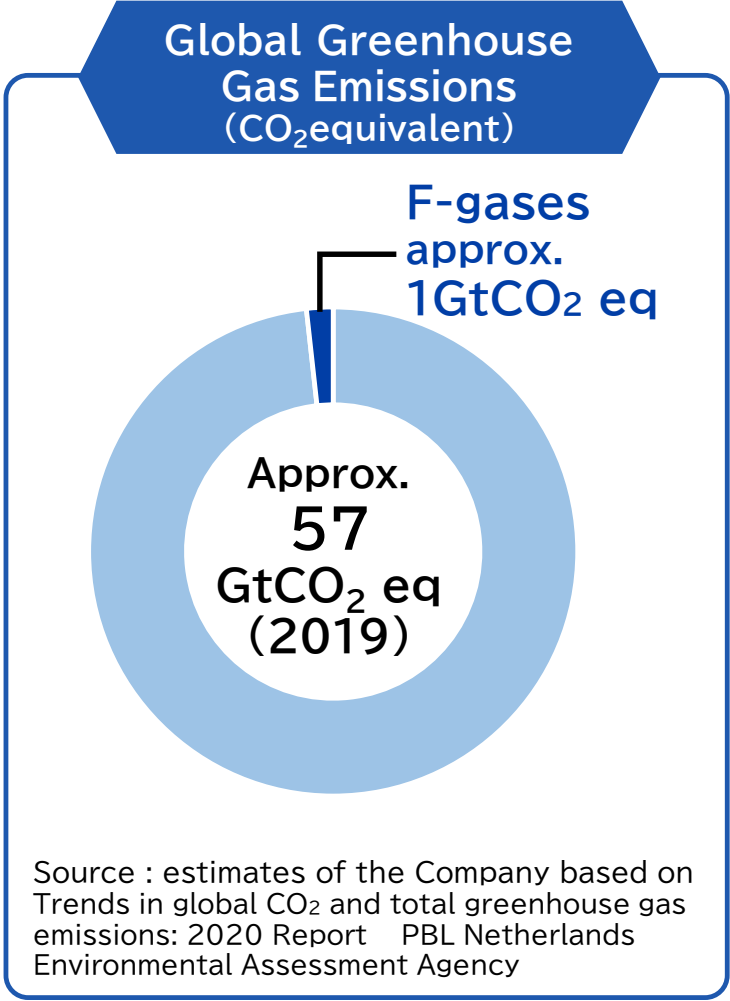 Global Greenhouse
Gas Emissions
(CO₂equivalent)
F-gases
approx.
1GtCO₂ eq
Approx.
57
GtCO₂ eq
(2019)
Source : estimates of the Company based on
Trends in global CO₂ and total greenhouse gas
emissions: 2020 Report　PBL Netherlands
Environmental Assessment Agency